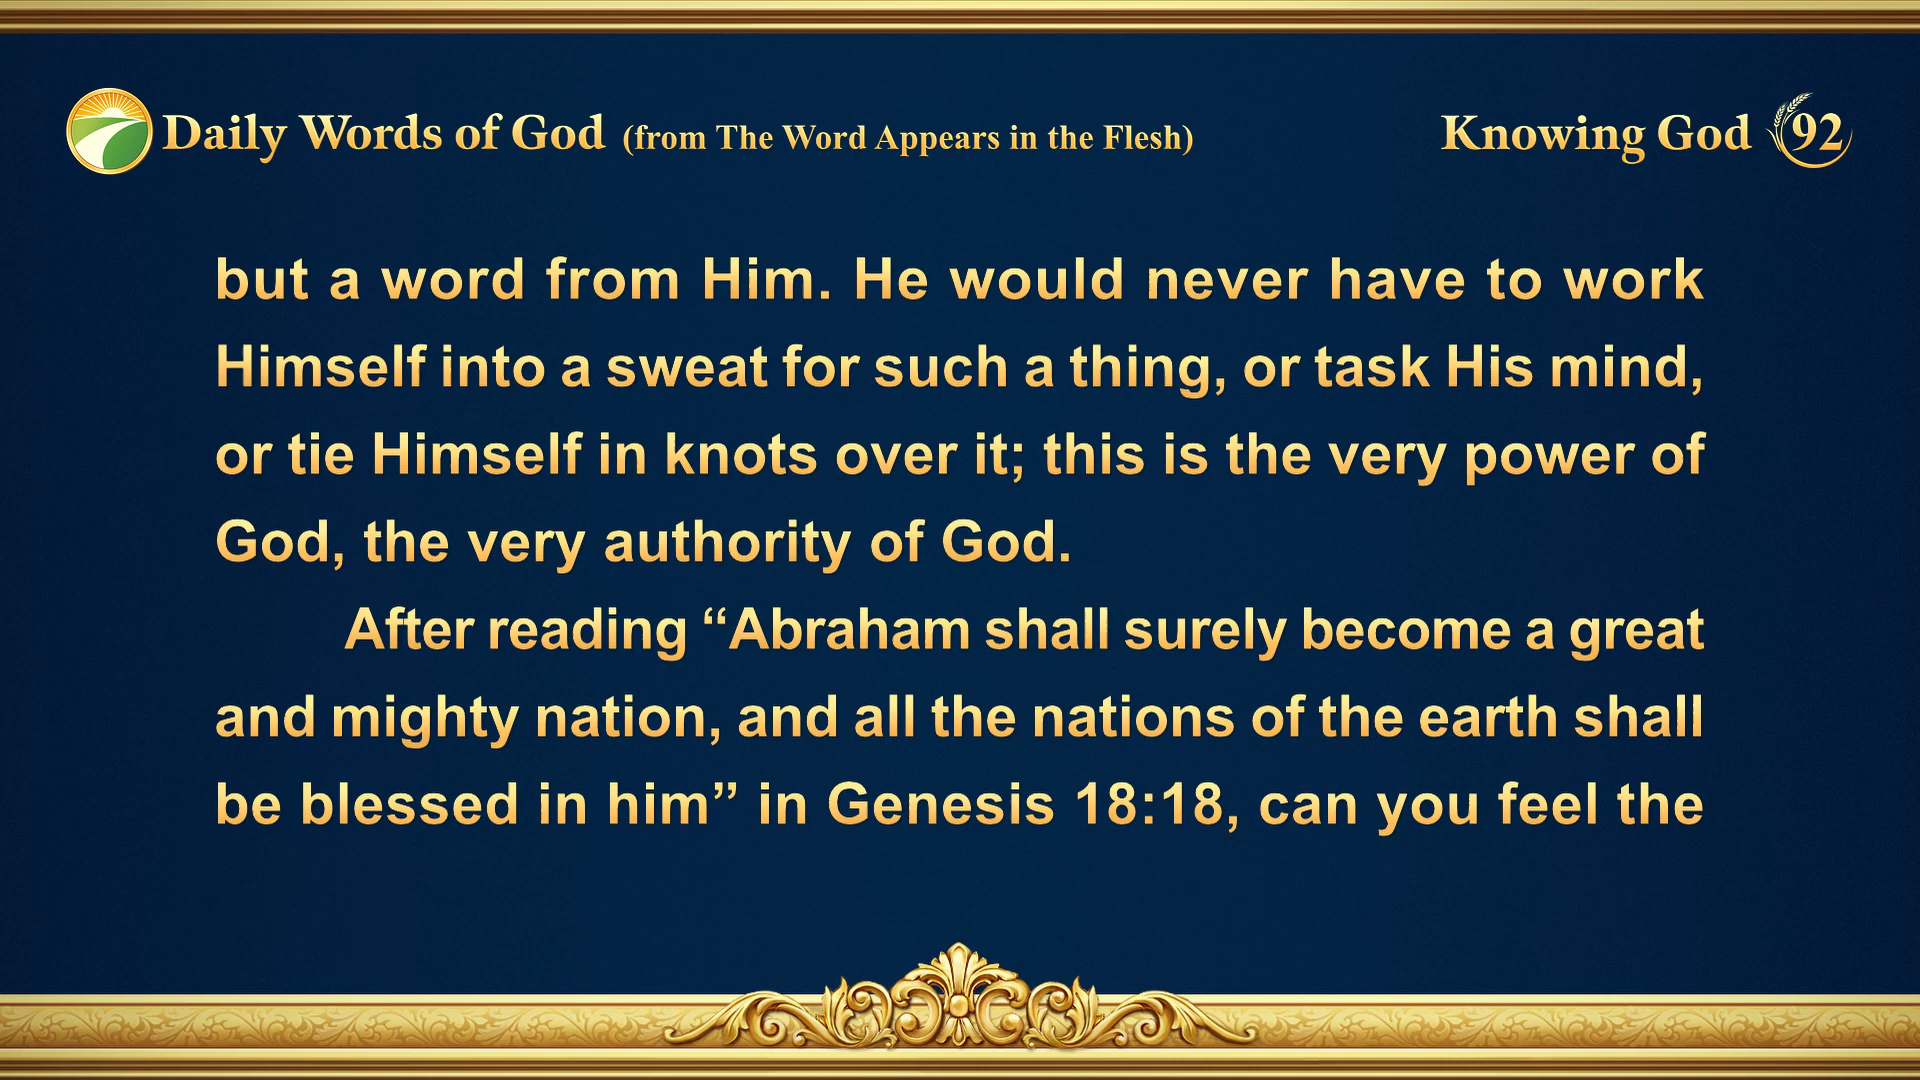 Daily Words of God (from The Word Appears in the Flesh)
Knowing God 92
but a word from Him. He would never have to work
Himself into a sweat for such a thing, or task His mind,
or tie Himself in knots over it; this is the very power of
God, the very authority of God.
After reading “Abraham shall surely become a great
and mighty nation, and all the nations of the earth shall
be blessed in him” in Genesis 18:18, can you feel the